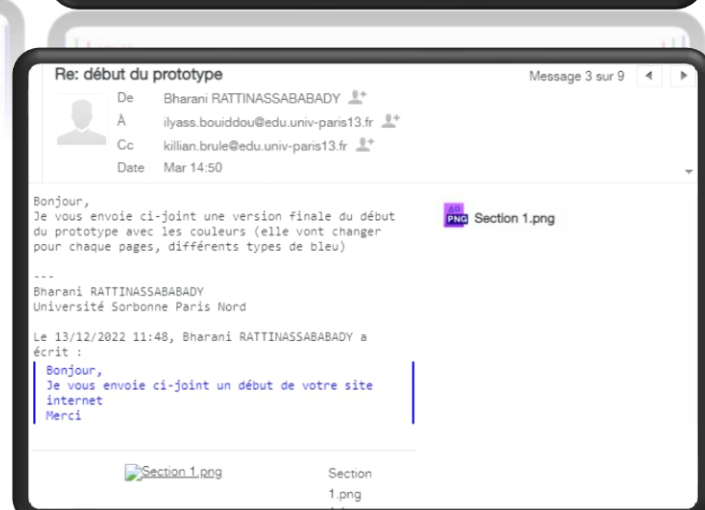 Re: début du prototype
Message 3 sur 9
De Bharani RATTINASSABABADY
À ilyass.bouiddou@edu.univ-paris13.fr
Cc killian.brule@edu.univ-paris13.fr
Date Mar 14:50
Bonjour,
Je vous envoie ci-joint une version finale du début
du prototype avec les couleurs (elle vont changer
pour chaque pages, différents types de bleu)
---
Bharani RATTINASSABABADY
Université Sorbonne Paris Nord
Le 13/12/2022 11:48, Bharani RATTINASSABABADY a
écrit :
Bonjour,
Je vous envoie ci-joint un début de votre site
internet
Merci
PNG Section 1.png
Section 1.png
Section
1.png